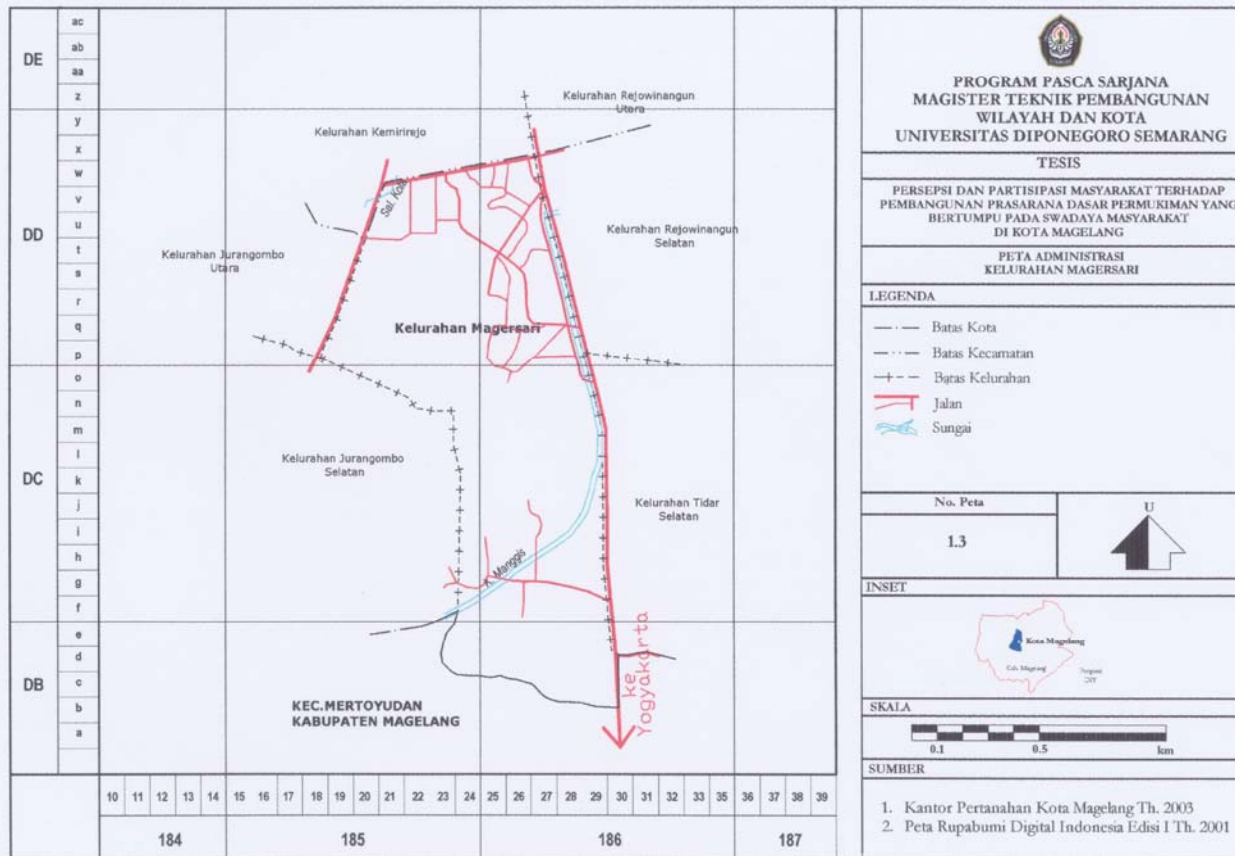 DE
ac
ab
aa
z
DD
y
x
w
v
u
t
s
r
q
p
DC
o
n
m
l
k
j
i
h
g
f
DB
e
d
c
b
a
Kelurahan Rejowinangun
Utara
Kelurahan Kemirirejo
Sal. Kota
Kelurahan Rejowinangun
Selatan
Kelurahan Jurangombo
Utara
Kelurahan Magersari
Kelurahan Jurangombo
Selatan
Kelurahan Tidar
Selatan
K. Manggis
ke
Yogyakarta
KEC.MERTOYUDAN
KABUPATEN MAGELANG
10 11 12 13 14 15 16 17 18 19 20 21 22 23 24 25 26 27 28 29 30 31 32 33 35 36 37 38 39
184 185 186 187
PROGRAM PASCA SARJANA
MAGISTER TEKNIK PEMBANGUNAN
WILAYAH DAN KOTA
UNIVERSITAS DIPONEGORO SEMARANG
TESIS
PERSEPSI DAN PARTISIPASI MASYARAKAT TERHADAP
PEMBANGUNAN PRASARANA DASAR PERMUKIMAN YANG
BERTUMPU PADA SWADAYA MASYARAKAT
DI KOTA MAGELANG
PETA ADMINISTRASI
KELURAHAN MAGERSARI
LEGENDA
Batas Kota
Batas Kecamatan
Batas Kelurahan
Jalan
Sungai
No. Peta
1.3
U
INSET
Kota Magelang
Kab. Magelang
DIY
SKALA
0.1 0.5 km
SUMBER
1. Kantor Pertanahan Kota Magelang Th. 2003
2. Peta Rupabumi Digital Indonesia Edisi I Th. 2001